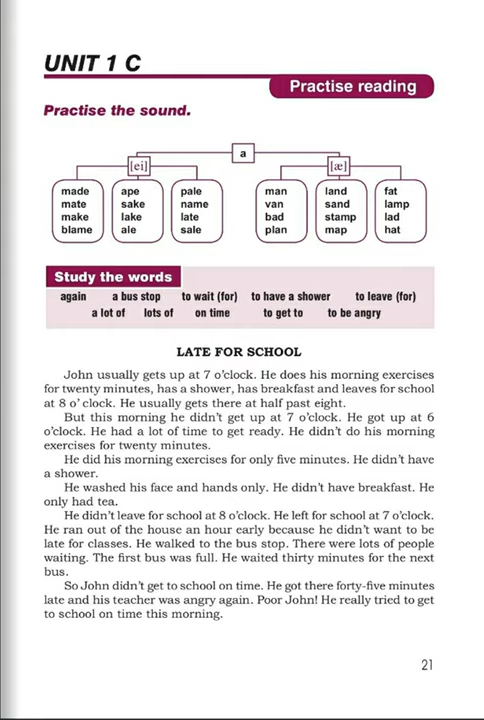 UNIT 1 C
Practise reading
Practise the sound.
a
[ei] [æ]
made ape pale man land fat
mate sake name van sand lamp
make lake late bad stamp lad
blame ale sale plan map hat
Study the words
again a bus stop to wait (for) to have a shower to leave (for)
a lot of lots of on time to get to to be angry
LATE FOR SCHOOL
John usually gets up at 7 o'clock. He does his morning exercises
for twenty minutes, has a shower, has breakfast and leaves for school
at 8 o' clock. He usually gets there at half past eight.
But this morning he didn't get up at 7 o'clock. He got up at 6
o'clock. He had a lot of time to get ready. He didn't do his morning
exercises for twenty minutes.
He did his morning exercises for only five minutes. He didn't have
a shower.
He washed his face and hands only. He didn't have breakfast. He
only had tea.
He didn't leave for school at 8 o'clock. He left for school at 7 o'clock.
He ran out of the house an hour early because he didn't want to be
late for classes. He walked to the bus stop. There were lots of people
waiting. The first bus was full. He waited thirty minutes for the next
bus.
So John didn't get to school on time. He got there forty-five minutes
late and his teacher was angry again. Poor John! He really tried to get
to school on time this morning.
21